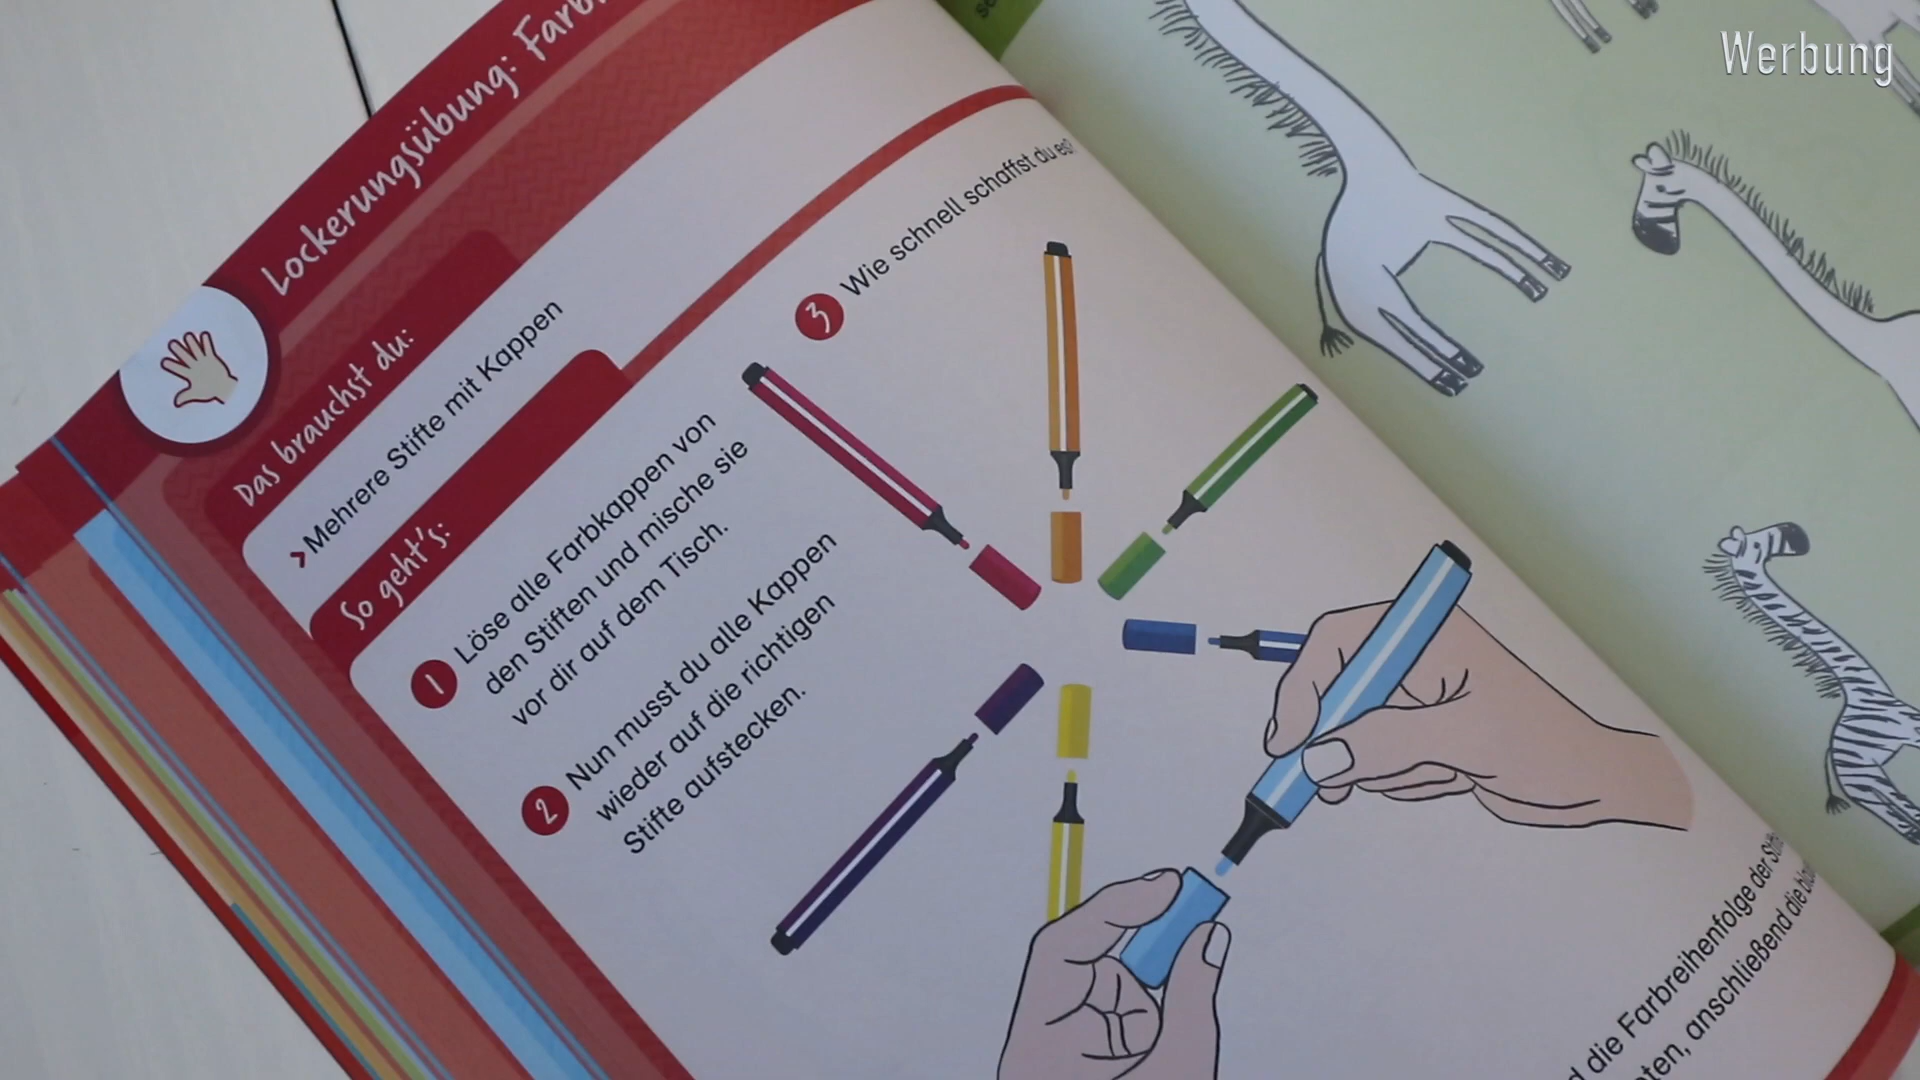 Werbung
Lockerungsübung:
Das brauchst du:
Mehrere Stifte mit Kappen
So geht's:
1 Löse alle Farbkappen von
den Stiften und mische sie
vor dir auf dem Tisch.
2 Nun musst du alle Kappen
wieder auf die richtigen
Stifte aufstecken.
3 Wie schnell schaffst du es?
die Farbreihenfolge der
anschließend die